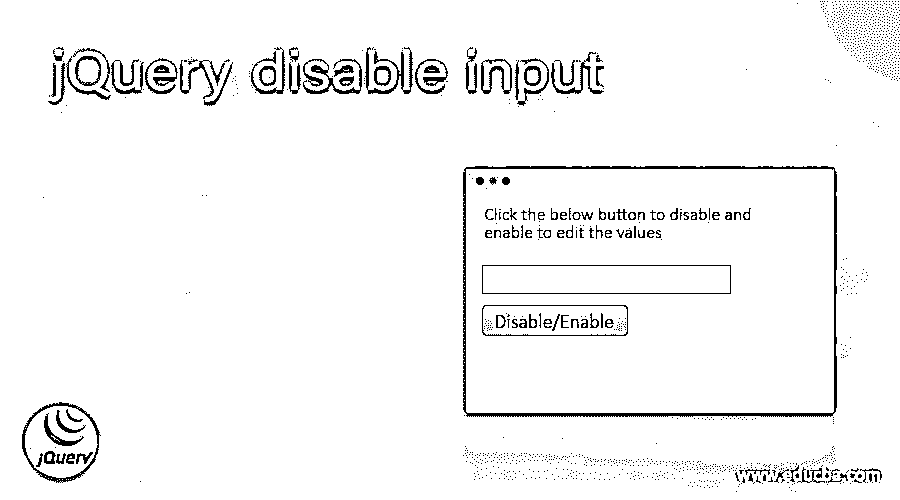 jQuery disable input
Click the below button to disable and
enable to edit the values
Disable/Enable
jQuery
www.educba.com